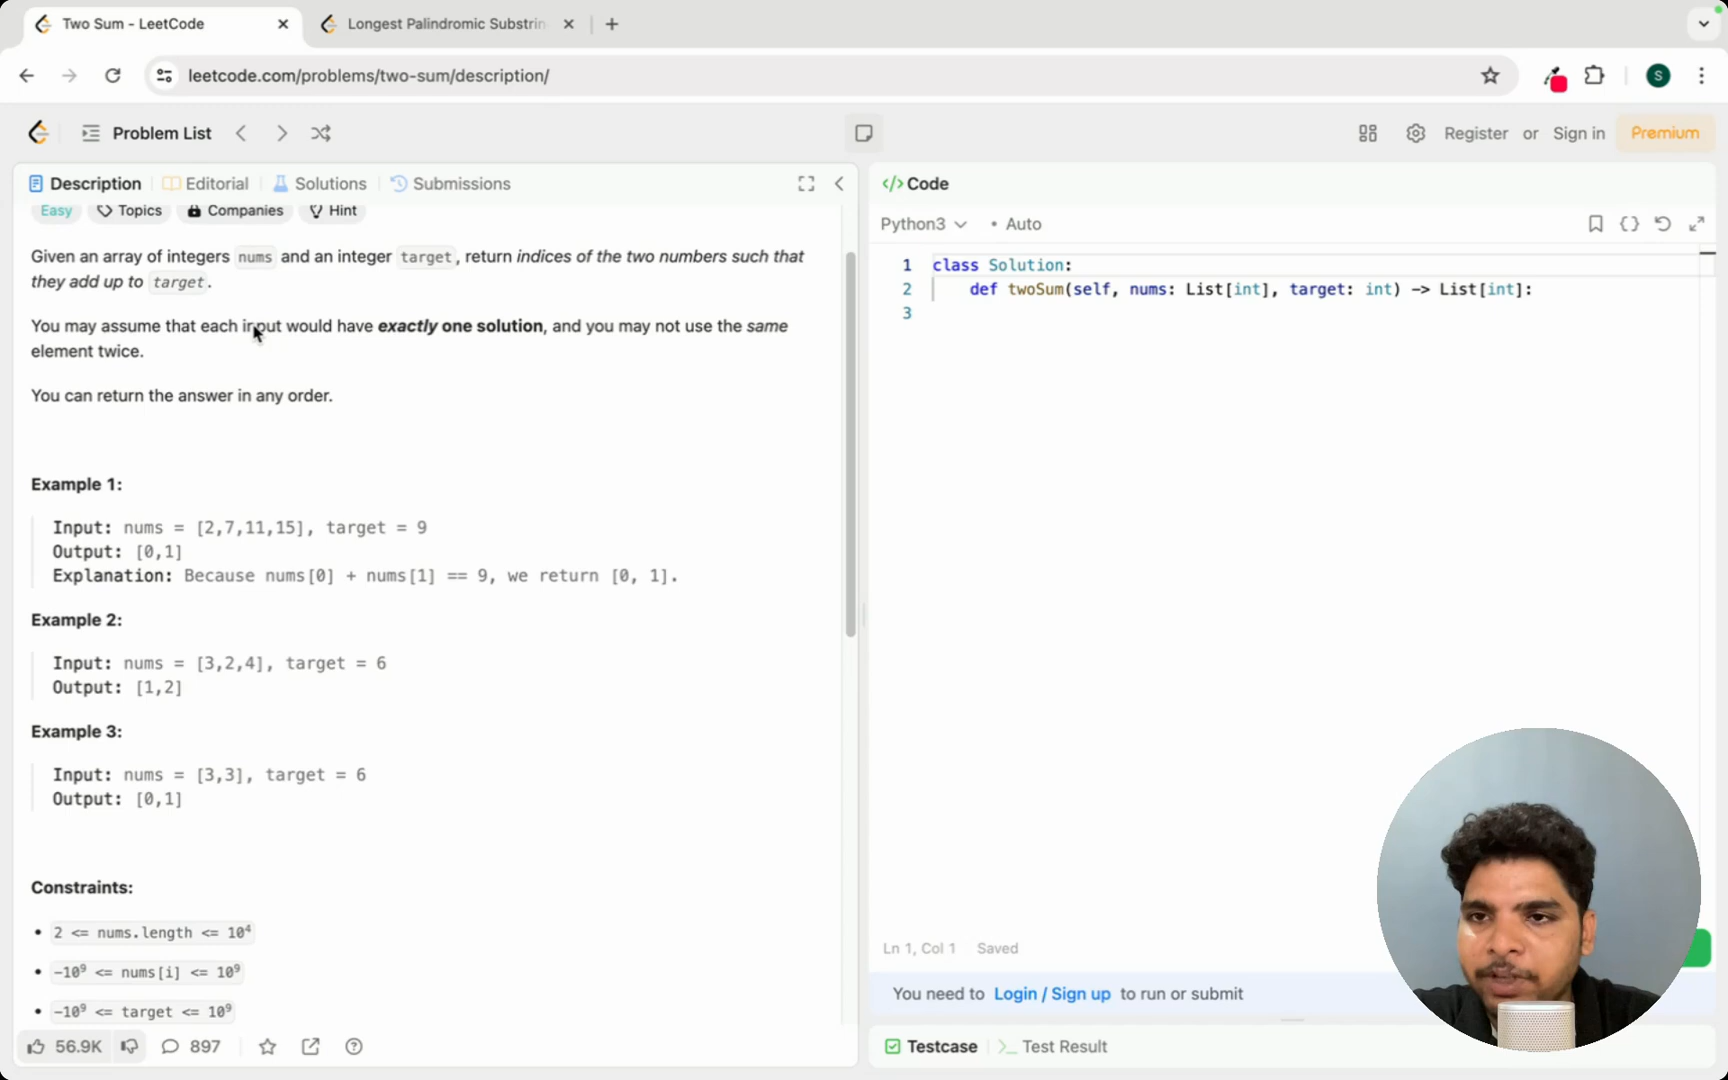 Two Sum - LeetCode
Longest Palindromic Substrin
leetcode.com/problems/two-sum/description/
S
Problem List
Register or Sign in Premium
Description Editorial Solutions Submissions
Easy Topics Companies Hint
Given an array of integers nums and an integer target, return indices of the two numbers such that
they add up to target.
You may assume that each input would have exactly one solution, and you may not use the same
element twice.
You can return the answer in any order.
Example 1:
Input: nums = [2,7,11,15], target = 9
Output: [0,1]
Explanation: Because nums[0] + nums[1] == 9, we return [0, 1].
Example 2:
Input: nums = [3,2,4], target = 6
Output: [1,2]
Example 3:
Input: nums = [3,3], target = 6
Output: [0,1]
Constraints:
• 2 <= nums.length <= 10⁴
• -10⁹ <= nums[i] <= 10⁹
• -10⁹ <= target <= 10⁹
56.9K 897
</> Code
Python3 • Auto
1 class Solution:
2 def twoSum(self, nums: List[int], target: int) -> List[int]:
3
Ln 1, Col 1 Saved
You need to Login / Sign up to run or submit
Testcase >_ Test Result